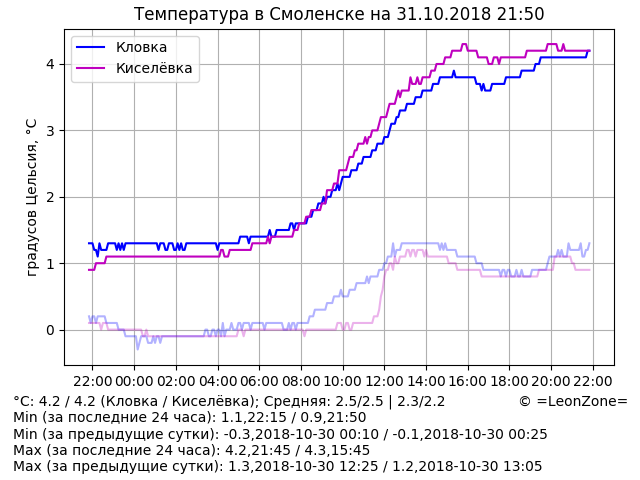 Температура в Смоленске на 31.10.2018 21:50
Кловка
Киселёвка
градусов Цельсия, °C
4
3
2
1
0
22:00 00:00 02:00 04:00 06:00 08:00 10:00 12:00 14:00 16:00 18:00 20:00 22:00
°C: 4.2 / 4.2 (Кловка / Киселёвка); Средняя: 2.5/2.5 | 2.3/2.2 © =LeonZone=
Min (за последние 24 часа): 1.1,22:15 / 0.9,21:50
Min (за предыдущие сутки): -0.3,2018-10-30 00:10 / -0.1,2018-10-30 00:25
Max (за последние 24 часа): 4.2,21:45 / 4.3,15:45
Max (за предыдущие сутки): 1.3,2018-10-30 12:25 / 1.2,2018-10-30 13:05